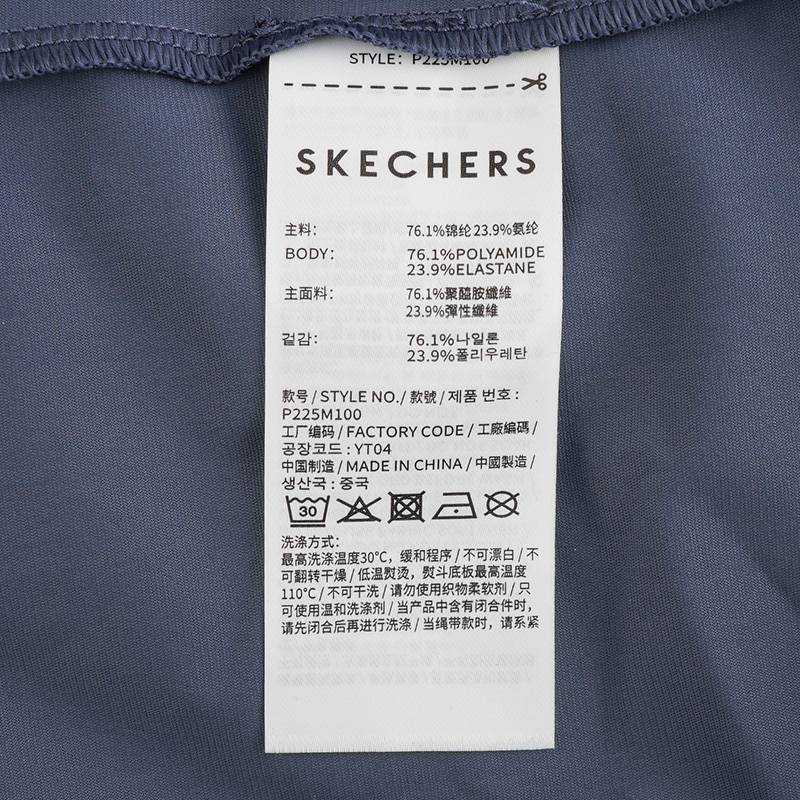 STYLE: P225M100
SKECHERS
主料： 76.1%锦纶 23.9%氨纶
BODY: 76.1%POLYAMIDE
23.9%ELASTANE
主面料： 76.1%聚醯胺纖維
23.9%彈性纖維
겉감: 76.1%나일론
23.9%폴리우레탄
款号 / STYLE NO./ 款號 / 제품 번호 :
P225M100
工厂编码 / FACTORY CODE / 工廠編碼 /
공장코드 : YT04
中国制造 / MADE IN CHINA / 中國製造 /
생산국 : 중국
30
洗涤方式：
最高洗涤温度30℃，缓和程序 / 不可漂白 / 不
可翻转干燥 / 低温熨烫，熨斗底板最高温度
110℃ / 不可干洗 / 请勿使用织物柔软剂 / 只
可使用温和洗涤剂 / 当产品中含有闭合件时，
请先闭合后再进行洗涤 / 当绳带款时，请系紧